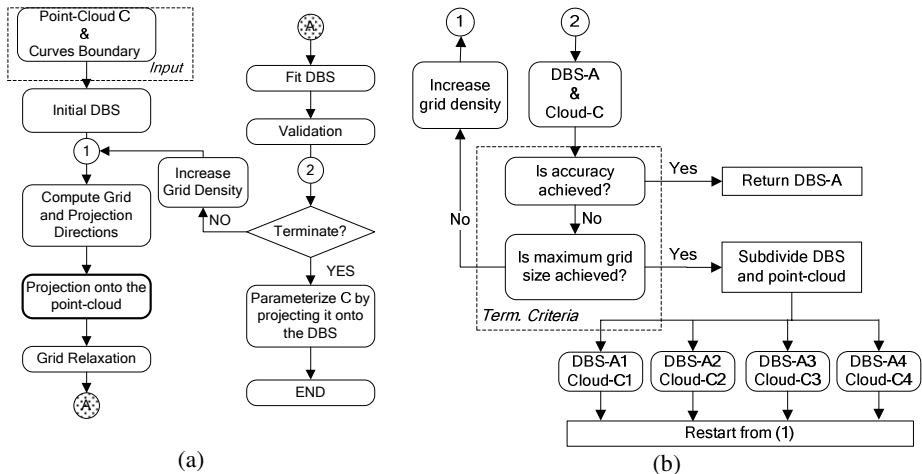 Point-Cloud C
&
Curves Boundary
Input
Initial DBS
1
Compute Grid
and Projection
Directions
Projection onto the
point-cloud
Grid Relaxation
A
A
Fit DBS
Validation
2
Increase
Grid Density
NO
Terminate?
YES
Parameterize C by
projecting it onto
the DBS
END
(a)
1
Increase
grid density
No
2
DBS-A
&
Cloud-C
Is accuracy
achieved?
Yes
Return DBS-A
No
Is maximum grid
size achieved?
Yes
Subdivide DBS
and point-cloud
Term. Criteria
DBS-A1
Cloud-C1
DBS-A2
Cloud-C2
DBS-A3
Cloud-C3
DBS-A4
Cloud-C4
Restart from (1)
(b)